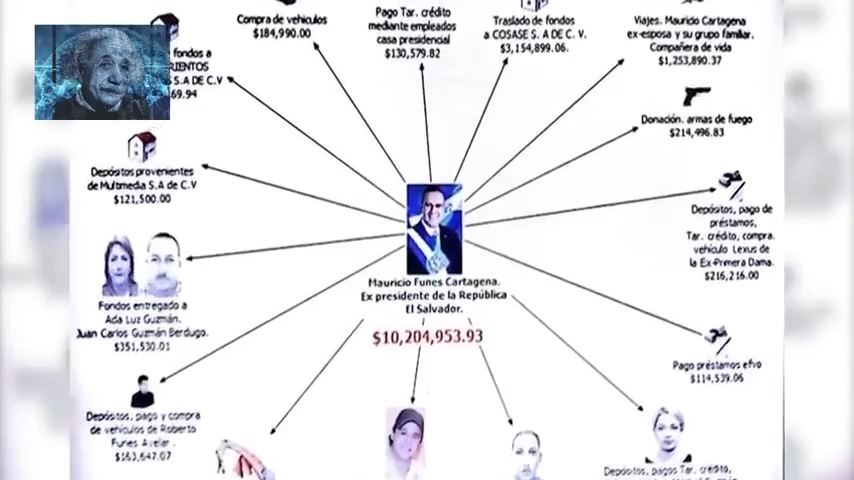 Compra de vehículos
$184,990.00
Pago Tar. crédito
mediante empleados
casa presidencial
$130,579.82
Traslado de fondos
a COSASE S. A DE C. V.
$3,154,899.06.
Viajes. Mauricio Cartagena
ex-esposa y su grupo familiar.
Compañera de vida
$1,253,890.37
fondos a
RIENTOS
S.A DE C.V
69.94
Donación. armas de fuego
$214,496.83
Depósitos provenientes
de Multimedia S.A de C.V
$121,500.00
Depósitos, pago de
préstamos,
Tar. crédito, compra.
vehículo Lexus de
la Ex-Primera Dama.
$216,216.00
Mauricio Funes Cartagena.
Ex presidente de la República
El Salvador.
$10,204,953.93
Fondos entregado a
Ada Luz Guzmán.
Juan Carlos Guzmán Berdugo.
$351,530.01
Pago préstamos efvo
$114,539.06
Depósitos, pago y compra
de vehículos de Roberto
Funes Avelar.
$163,647.07
Depósitos, pagos Tar. crédito,